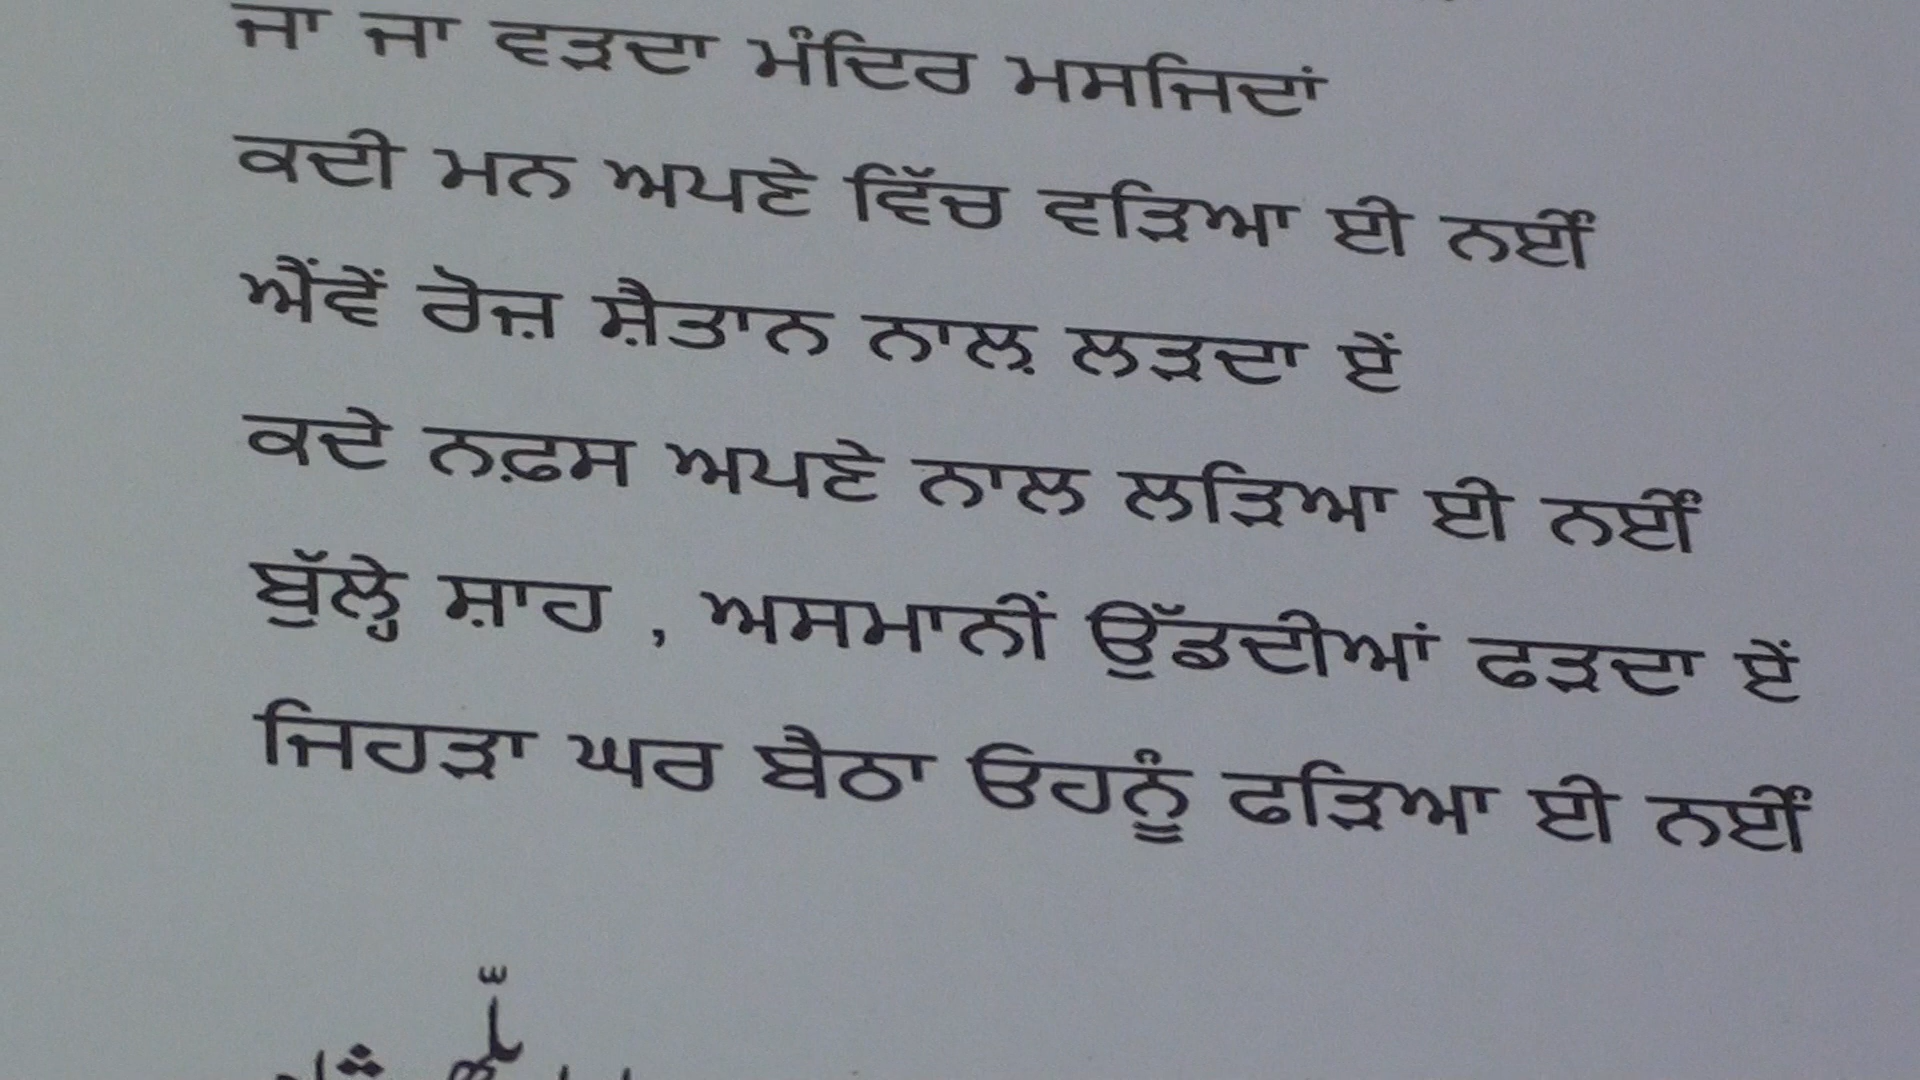 ਜਾ ਜਾ ਵੜਦਾ ਮੰਦਿਰ ਮਸਜਿਦਾਂ
ਕਦੀ ਮਨ ਅਪਣੇ ਵਿੱਚ ਵੜਿਆ ਈ ਨਈਂ
ਐਂਵੇਂ ਰੋਜ਼ ਸ਼ੈਤਾਨ ਨਾਲ਼ ਲੜਦਾ ਏਂ
ਕਦੇ ਨਫ਼ਸ ਅਪਣੇ ਨਾਲ ਲੜਿਆ ਈ ਨਈਂ
ਬੁੱਲ੍ਹੇ ਸ਼ਾਹ , ਅਸਮਾਨੀਂ ਉੱਡਦੀਆਂ ਫੜਦਾ ਏਂ
ਜਿਹੜਾ ਘਰ ਬੈਠਾ ਓਹਨੂੰ ਫੜਿਆ ਈ ਨਈਂ